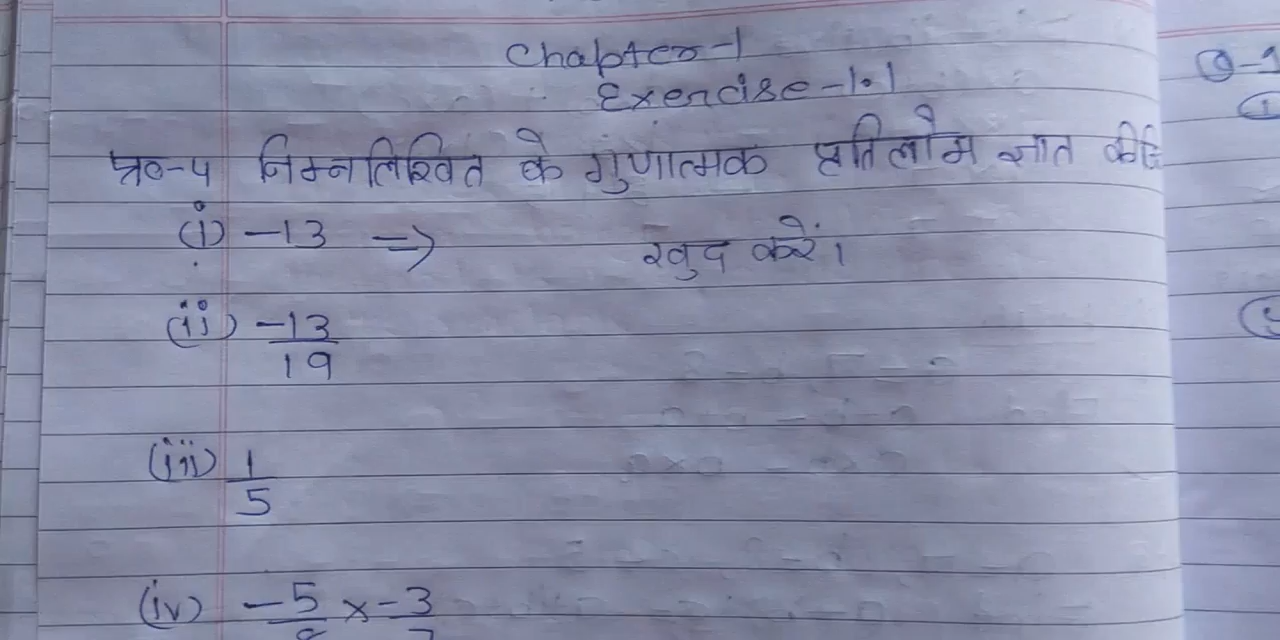 Chapter-1
Exercise-1.1
प्र०-4 निम्नलिखित के गुणात्मक प्रतिलोम ज्ञात
(i) -13 ⇒ खुद करें।
(ii) -13/19
(iii) 1/5
(iv) -5 × -3